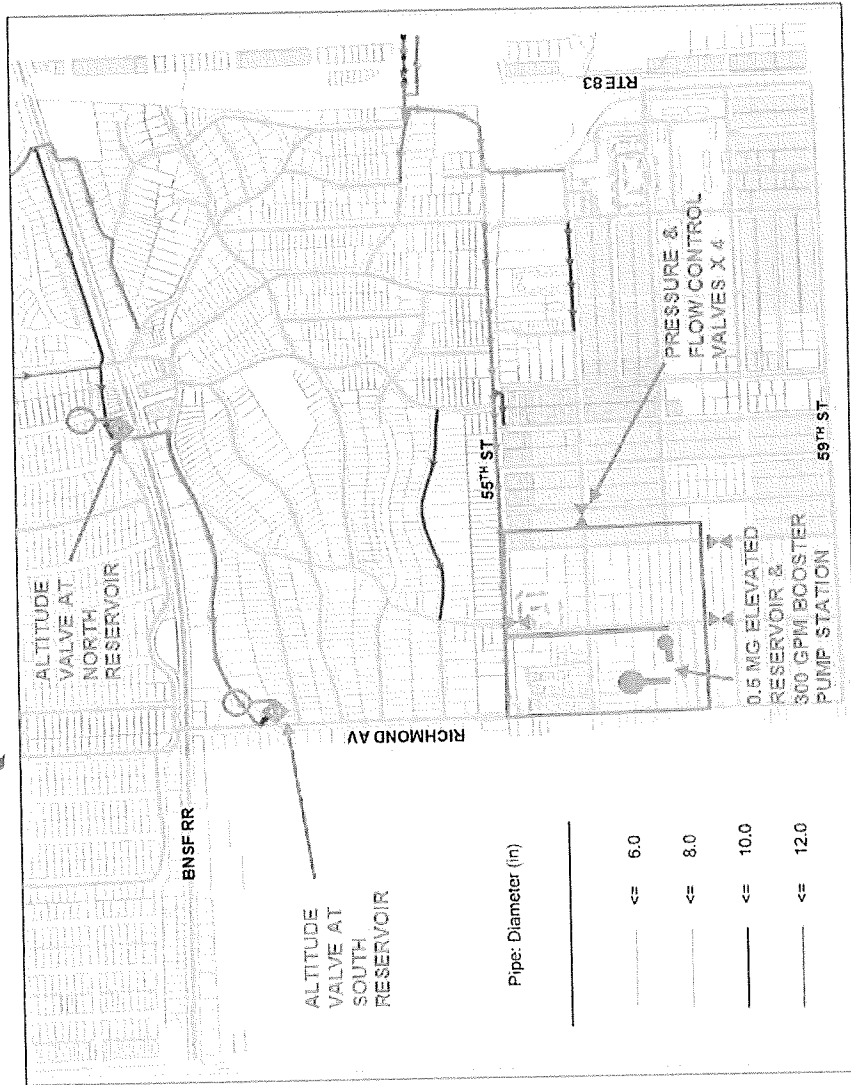 ALTITUDE
VALVE AT
NORTH
RESERVOIR
BNSF RR
RTE 83
ALTITUDE
VALVE AT
SOUTH
RESERVOIR
RICHMOND AV
55TH ST
PRESSURE &
FLOW CONTROL
VALVES X 4
59TH ST
0.5 MG ELEVATED
RESERVOIR &
300 GPM BOOSTER
PUMP STATION
Pipe: Diameter (in)
<= 6.0
<= 8.0
<= 10.0
<= 12.0